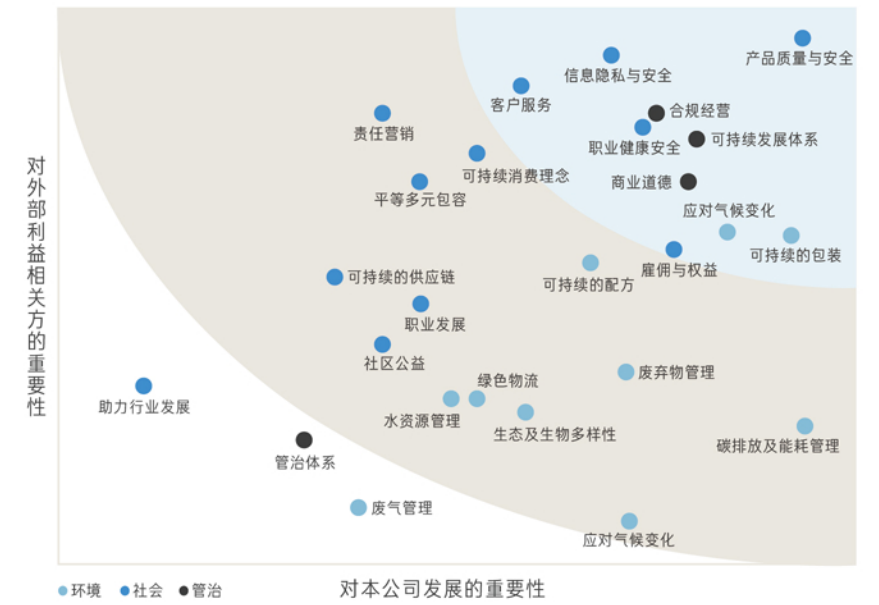 产品质量与安全
信息隐私与安全
客户服务
合规经营
责任营销
职业健康安全
可持续发展体系
可持续消费理念
商业道德
平等多元包容
应对气候变化
可持续的包装
雇佣与权益
可持续的供应链
可持续的配方
职业发展
社区公益
绿色物流
废弃物管理
助力行业发展
水资源管理
生态及生物多样性
碳排放及能耗管理
管治体系
废气管理
应对气候变化
对外部利益相关方的重要性
环境 社会 管治
对本公司发展的重要性